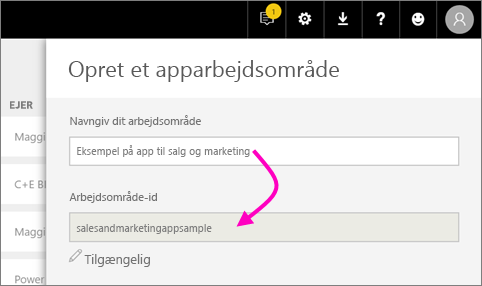 1
?
Opret et apparbejdsområde
EJER
Navngiv dit arbejdsområde
Maggi
Eksempel på app til salg og marketing
C+E BI
Arbejdsområde-id
Maggi
salesandmarketingappsample
Tilgængelig
Power